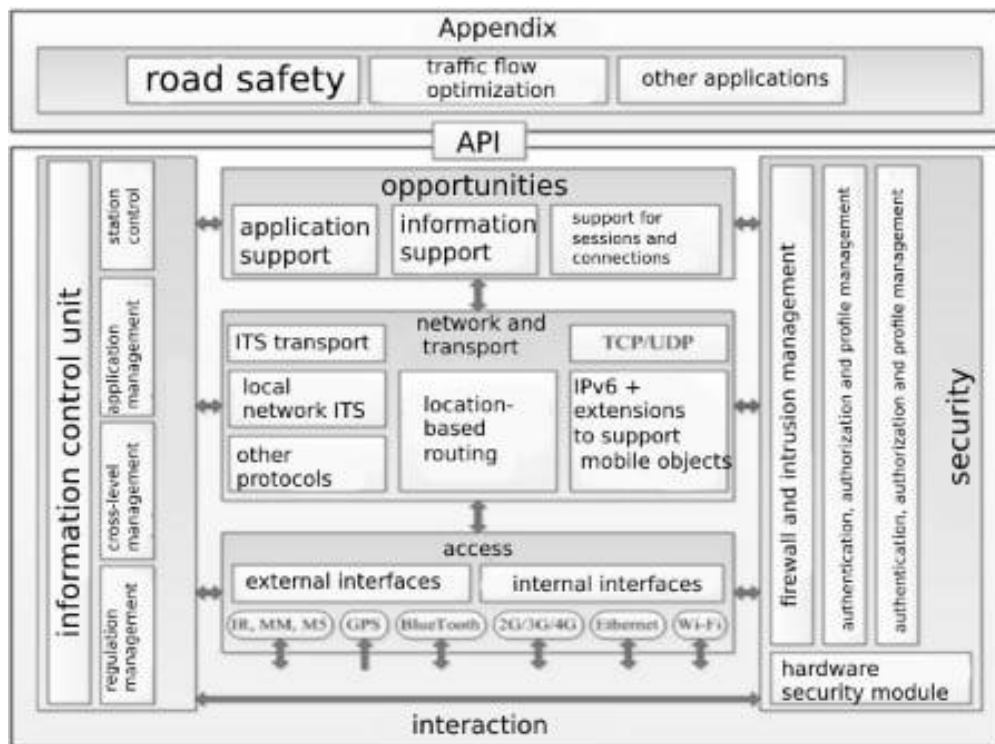 Appendix
road safety
traffic flow
optimization
other applications
API
information control unit
station
control
application
management
cross-level
management
regulation
management
opportunities
application
support
information
support
support for
sessions and
connections
network and
transport
ITS transport
TCP/UDP
local
network ITS
location-
based
routing
IPv6 +
extensions
to support
mobile objects
other
protocols
access
external interfaces
internal interfaces
IR, MM, M5
GPS
BlueTooth
2G/3G/4G
Ethernet
Wi-Fi
interaction
firewall and intrusion management
authentication, authorization and profile management
authentication, authorization and profile management
security
hardware
security module